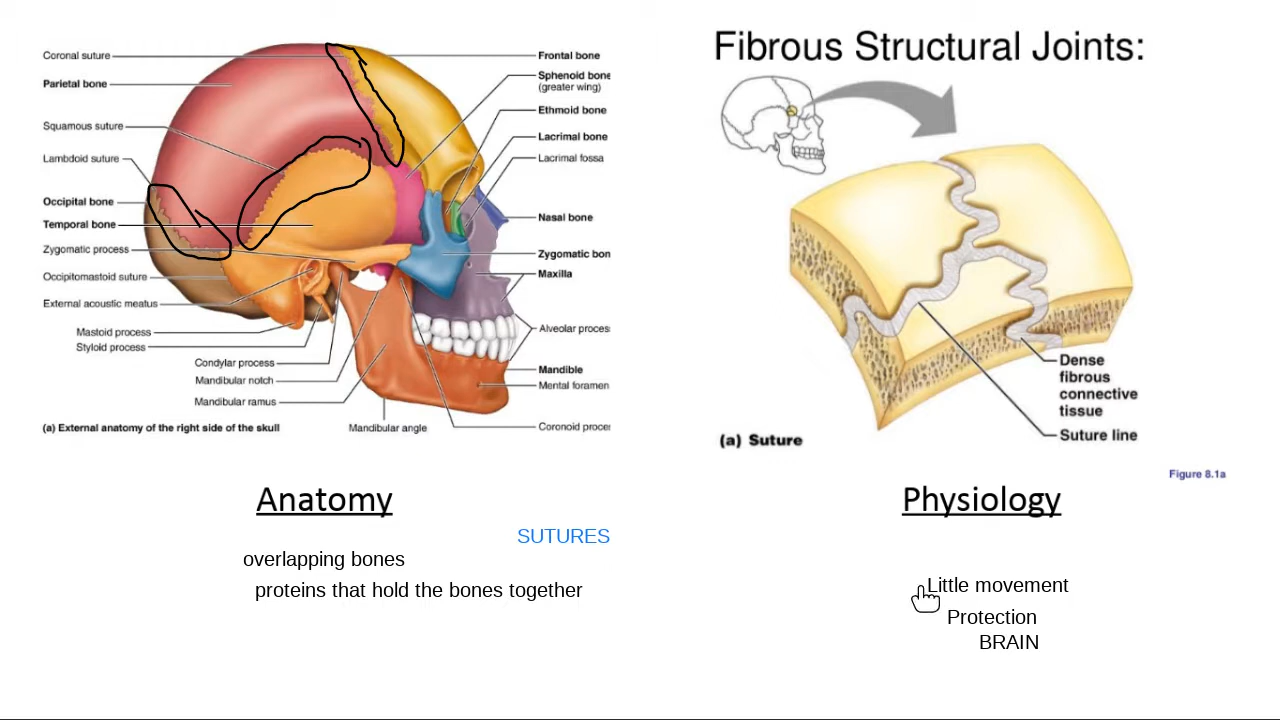 Coronal suture
Parietal bone
Squamous suture
Lambdoid suture
Occipital bone
Temporal bone
Zygomatic process
Occipitomastoid suture
External acoustic meatus
Mastoid process
Styloid process
Condylar process
Mandibular notch
Mandibular ramus
(a) External anatomy of the right side of the skull
Mandibular angle
Frontal bone
Sphenoid bone
(greater wing)
Ethmoid bone
Lacrimal bone
Lacrimal fossa
Nasal bone
Zygomatic bon
Maxilla
Alveolar proces
Mandible
Mental foramen
Coronoid proces
Fibrous Structural Joints:
Dense
fibrous
connective
tissue
Suture line
(a) Suture
Figure 8.1a
Anatomy
SUTURES
overlapping bones
proteins that hold the bones together
Physiology
Little movement
Protection
BRAIN